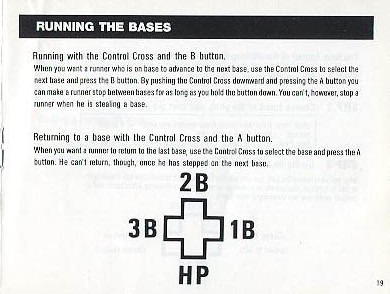 RUNNING THE BASES
Running with the Control Cross and the B button.
When you want a runner who is on base to advance to the next base, use the Control Cross to select the
next base and press the B button. By pushing the Control Cross downward and pressing the A button you
can make a runner stop between bases for as long as you hold the button down. You can't, however, stop a
runner when he is stealing a base.
Returning to a base with the Control Cross and the A button.
When you want a runner to return to the last base, use the Control Cross to select the base and press the A
button. He can't return, though, once he has stepped on the next base.
2B
3B 1B
HP
19